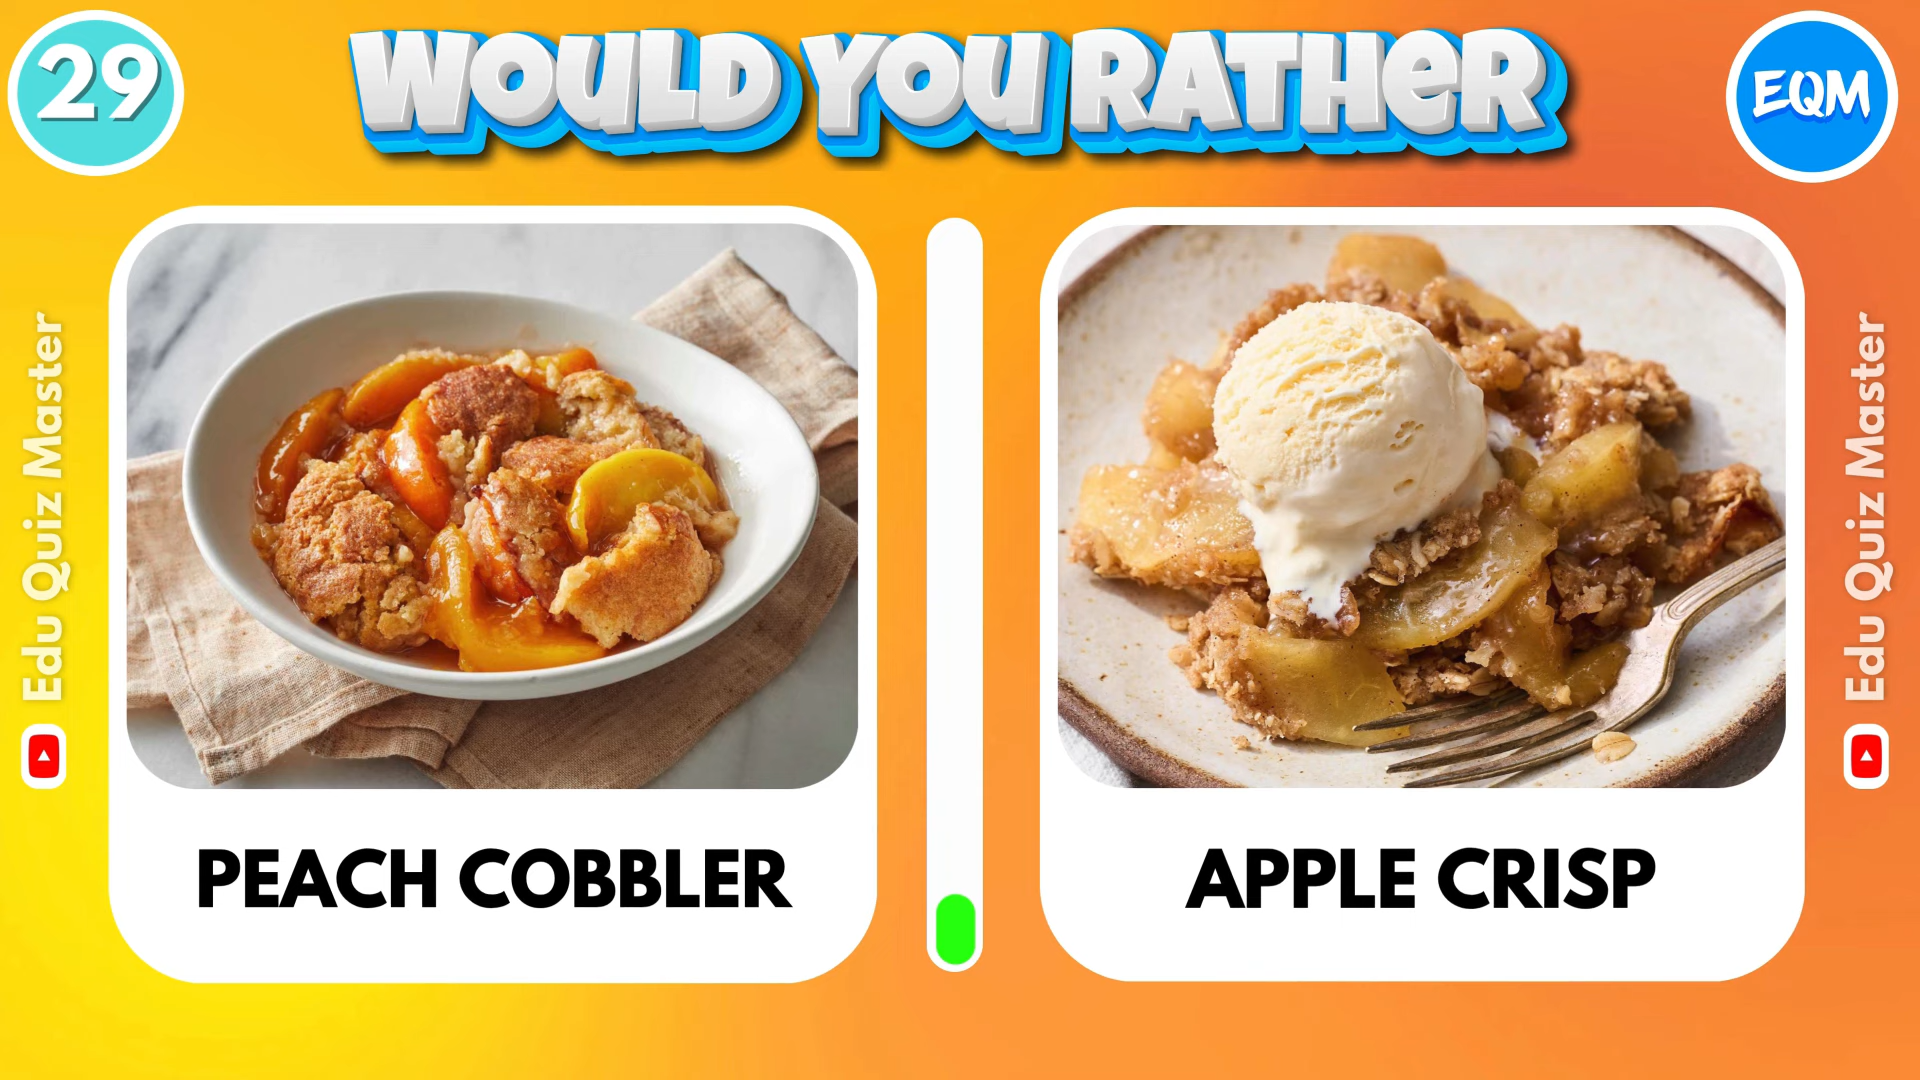 29
WOULD YOU RATHER
EQM
Edu Quiz Master
Edu Quiz Master
PEACH COBBLER
APPLE CRISP